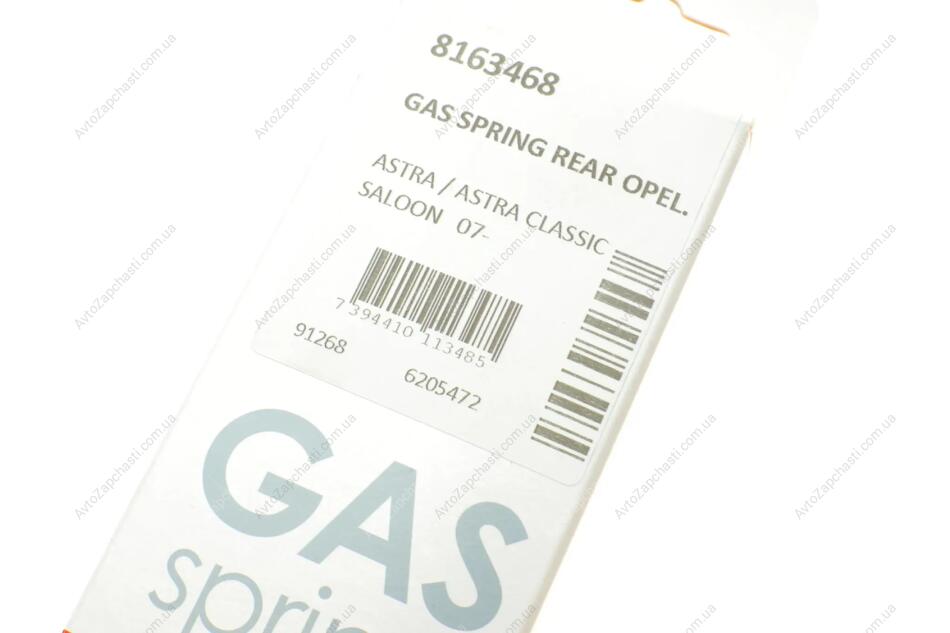 8163468
GAS SPRING REAR OPEL.
ASTRA / ASTRA CLASSIC
SALOON 07-
7 394410 113485
91268
6205472
GAS
sprin
AvtoZapchasti.com.ua